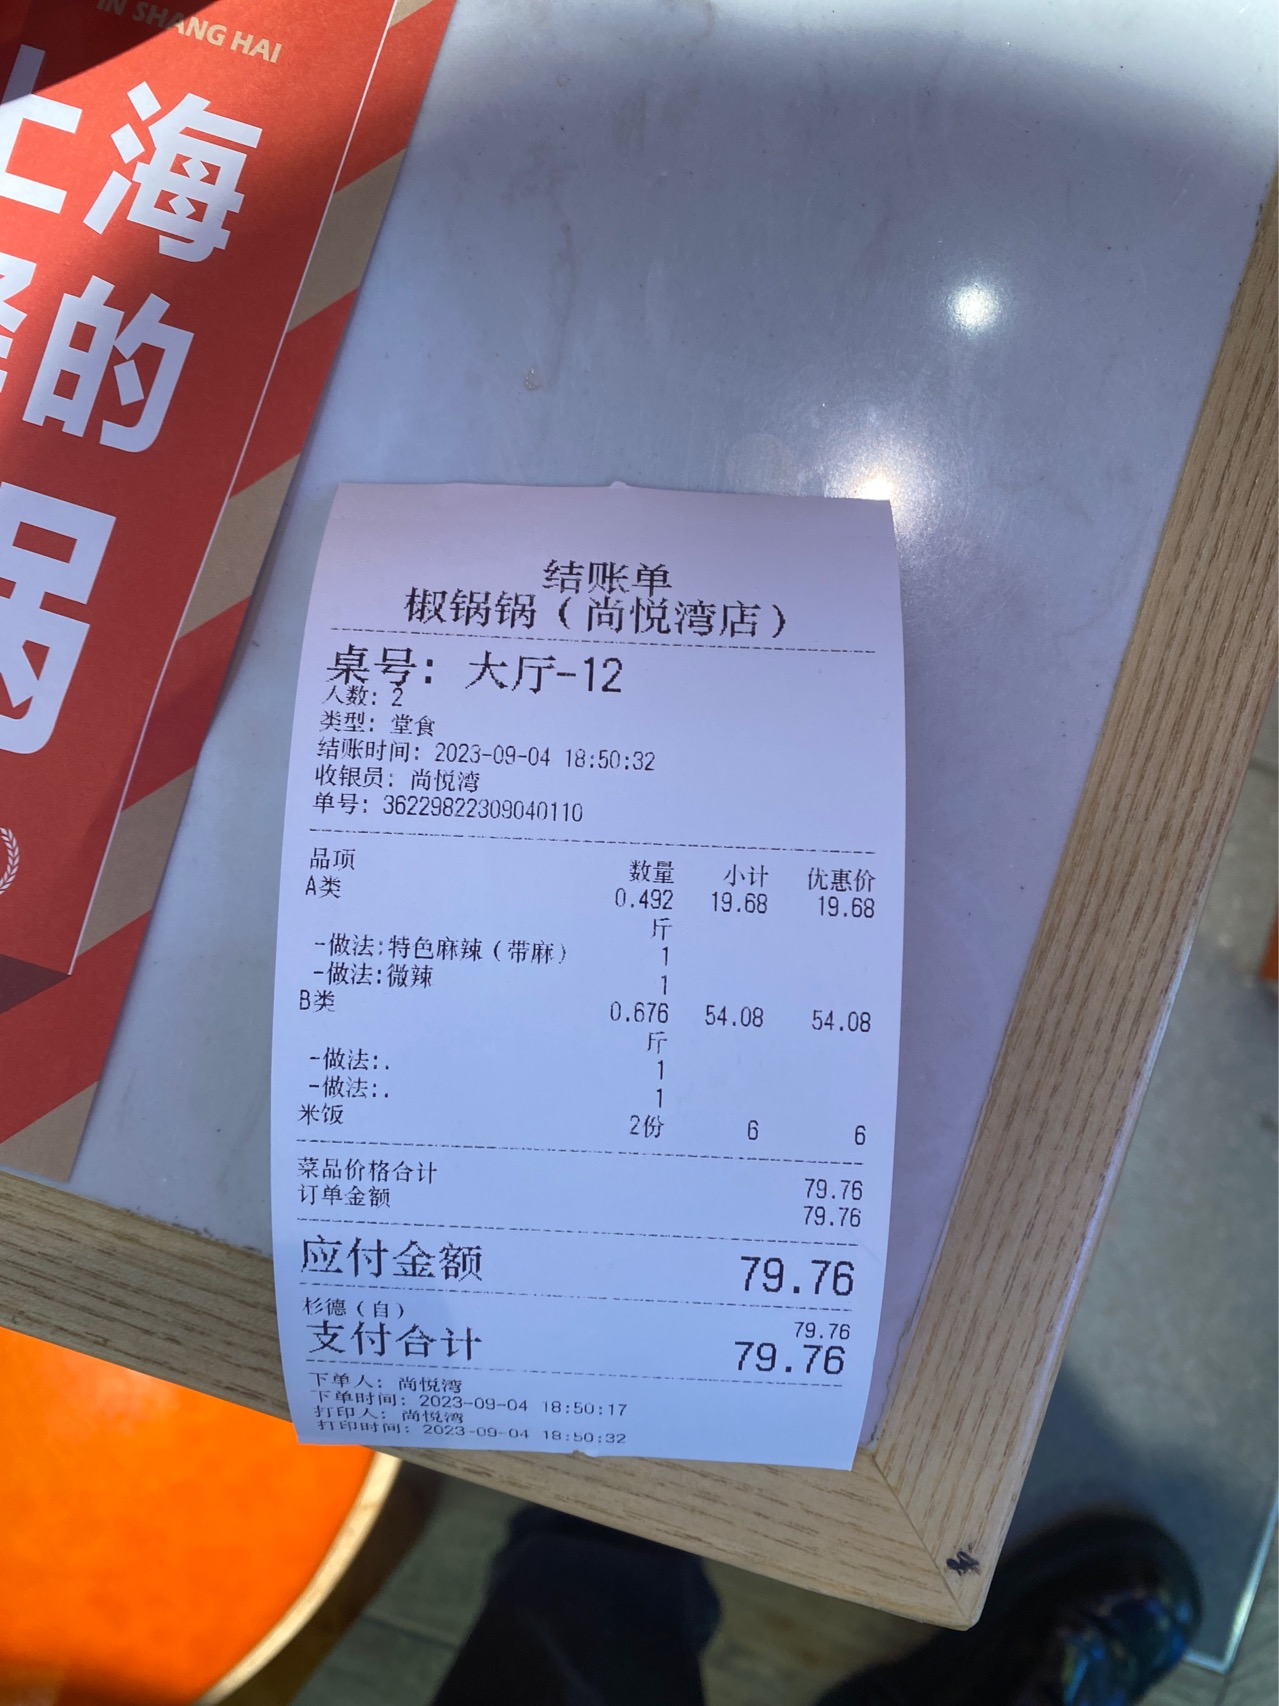 IN SHANG HAI
上海
的
锅
结账单
椒锅锅（尚悦湾店）
桌号：大厅-12
人数：2
类型：堂食
结账时间：2023-09-04 18:50:32
收银员：尚悦湾
单号：36229822309040110
品项 数量 小计 优惠价
A类 0.492 19.68 19.68
斤
-做法:特色麻辣（带麻） 1
-做法:微辣 1
B类 0.676 54.08 54.08
斤
-做法:. 1
-做法:. 1
米饭 2份 6 6
菜品价格合计 79.76
订单金额 79.76
应付金额 79.76
杉德（自） 79.76
支付合计 79.76
下单人：尚悦湾
下单时间：2023-09-04 18:50:17
打印人：尚悦湾
打印时间：2023-09-04 18:50:32